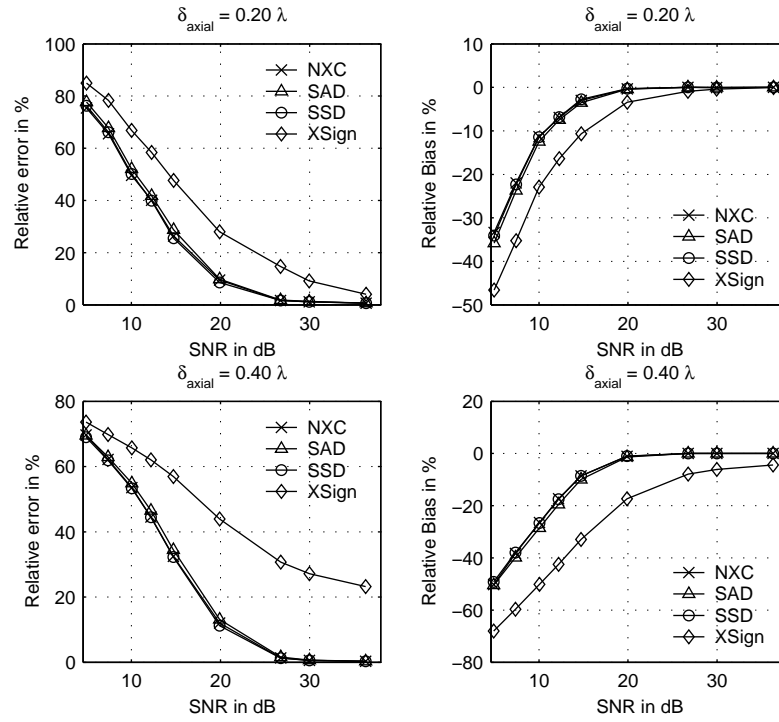 δaxial = 0.20 λ
Relative error in %
100
80
60
40
20
0
10
20
30
SNR in dB
NXC
SAD
SSD
XSign
δaxial = 0.20 λ
Relative Bias in %
10
0
−10
−20
−30
−40
−50
10
20
30
SNR in dB
NXC
SAD
SSD
XSign
δaxial = 0.40 λ
Relative error in %
80
60
40
20
0
10
20
30
SNR in dB
NXC
SAD
SSD
XSign
δaxial = 0.40 λ
Relative Bias in %
20
0
−20
−40
−60
−80
10
20
30
SNR in dB
NXC
SAD
SSD
XSign